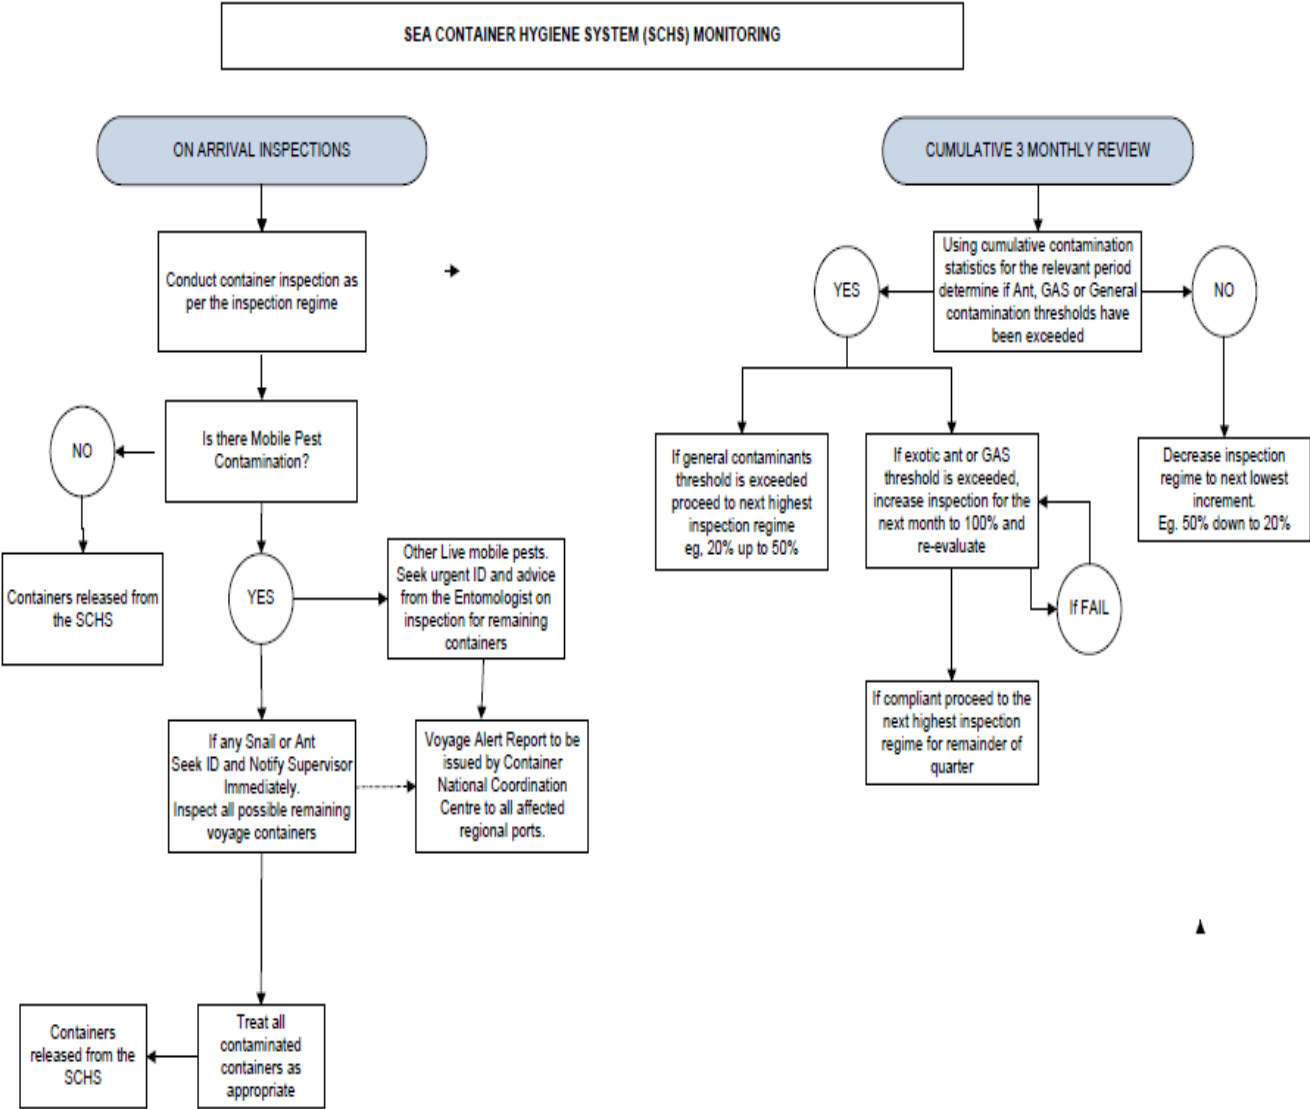 SEA CONTAINER HYGIENE SYSTEM (SCHS) MONITORING
ON ARRIVAL INSPECTIONS
Conduct container inspection as
per the inspection regime
Is there Mobile Pest
Contamination?
NO
Containers released from
the SCHS
YES
Other Live mobile pests.
Seek urgent ID and advice
from the Entomologist on
inspection for remaining
containers
If any Snail or Ant
Seek ID and Notify Supervisor
Immediately.
Inspect all possible remaining
voyage containers
Voyage Alert Report to be
issued by Container
National Coordination
Centre to all affected
regional ports.
Treat all
contaminated
containers as
appropriate
Containers
released from the
SCHS
CUMULATIVE 3 MONTHLY REVIEW
Using cumulative contamination
statistics for the relevant period
determine if Ant, GAS or General
contamination thresholds have
been exceeded
YES
NO
If general contaminants
threshold is exceeded
proceed to next highest
inspection regime
eg, 20% up to 50%
If exotic ant or GAS
threshold is exceeded,
increase inspection for the
next month to 100% and
re-evaluate
Decrease inspection
regime to next lowest
increment.
Eg. 50% down to 20%
If FAIL
If compliant proceed to the
next highest inspection
regime for remainder of
quarter